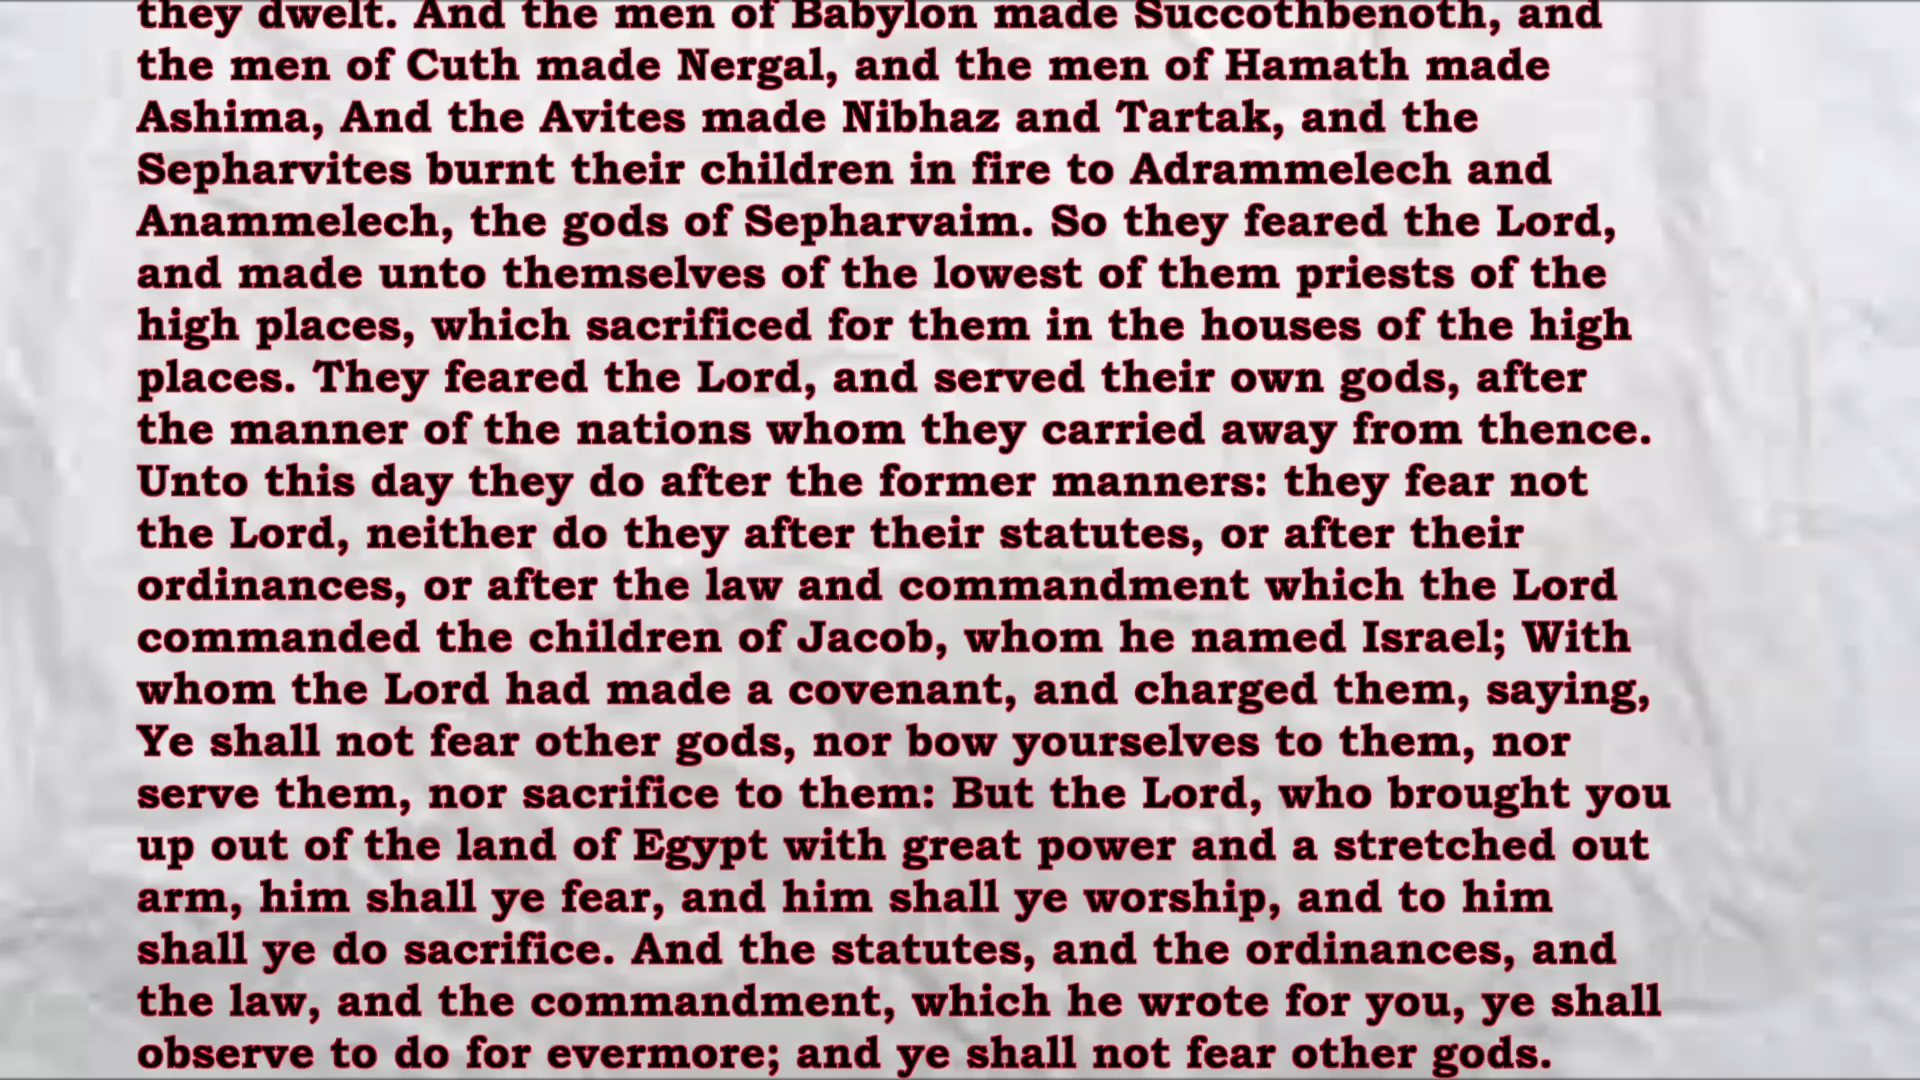 they dwelt. And the men of Babylon made Succothbenoth, and
the men of Cuth made Nergal, and the men of Hamath made
Ashima, And the Avites made Nibhaz and Tartak, and the
Sepharvites burnt their children in fire to Adrammelech and
Anammelech, the gods of Sepharvaim. So they feared the Lord,
and made unto themselves of the lowest of them priests of the
high places, which sacrificed for them in the houses of the high
places. They feared the Lord, and served their own gods, after
the manner of the nations whom they carried away from thence.
Unto this day they do after the former manners: they fear not
the Lord, neither do they after their statutes, or after their
ordinances, or after the law and commandment which the Lord
commanded the children of Jacob, whom he named Israel; With
whom the Lord had made a covenant, and charged them, saying,
Ye shall not fear other gods, nor bow yourselves to them, nor
serve them, nor sacrifice to them: But the Lord, who brought you
up out of the land of Egypt with great power and a stretched out
arm, him shall ye fear, and him shall ye worship, and to him
shall ye do sacrifice. And the statutes, and the ordinances, and
the law, and the commandment, which he wrote for you, ye shall
observe to do for evermore; and ye shall not fear other gods.